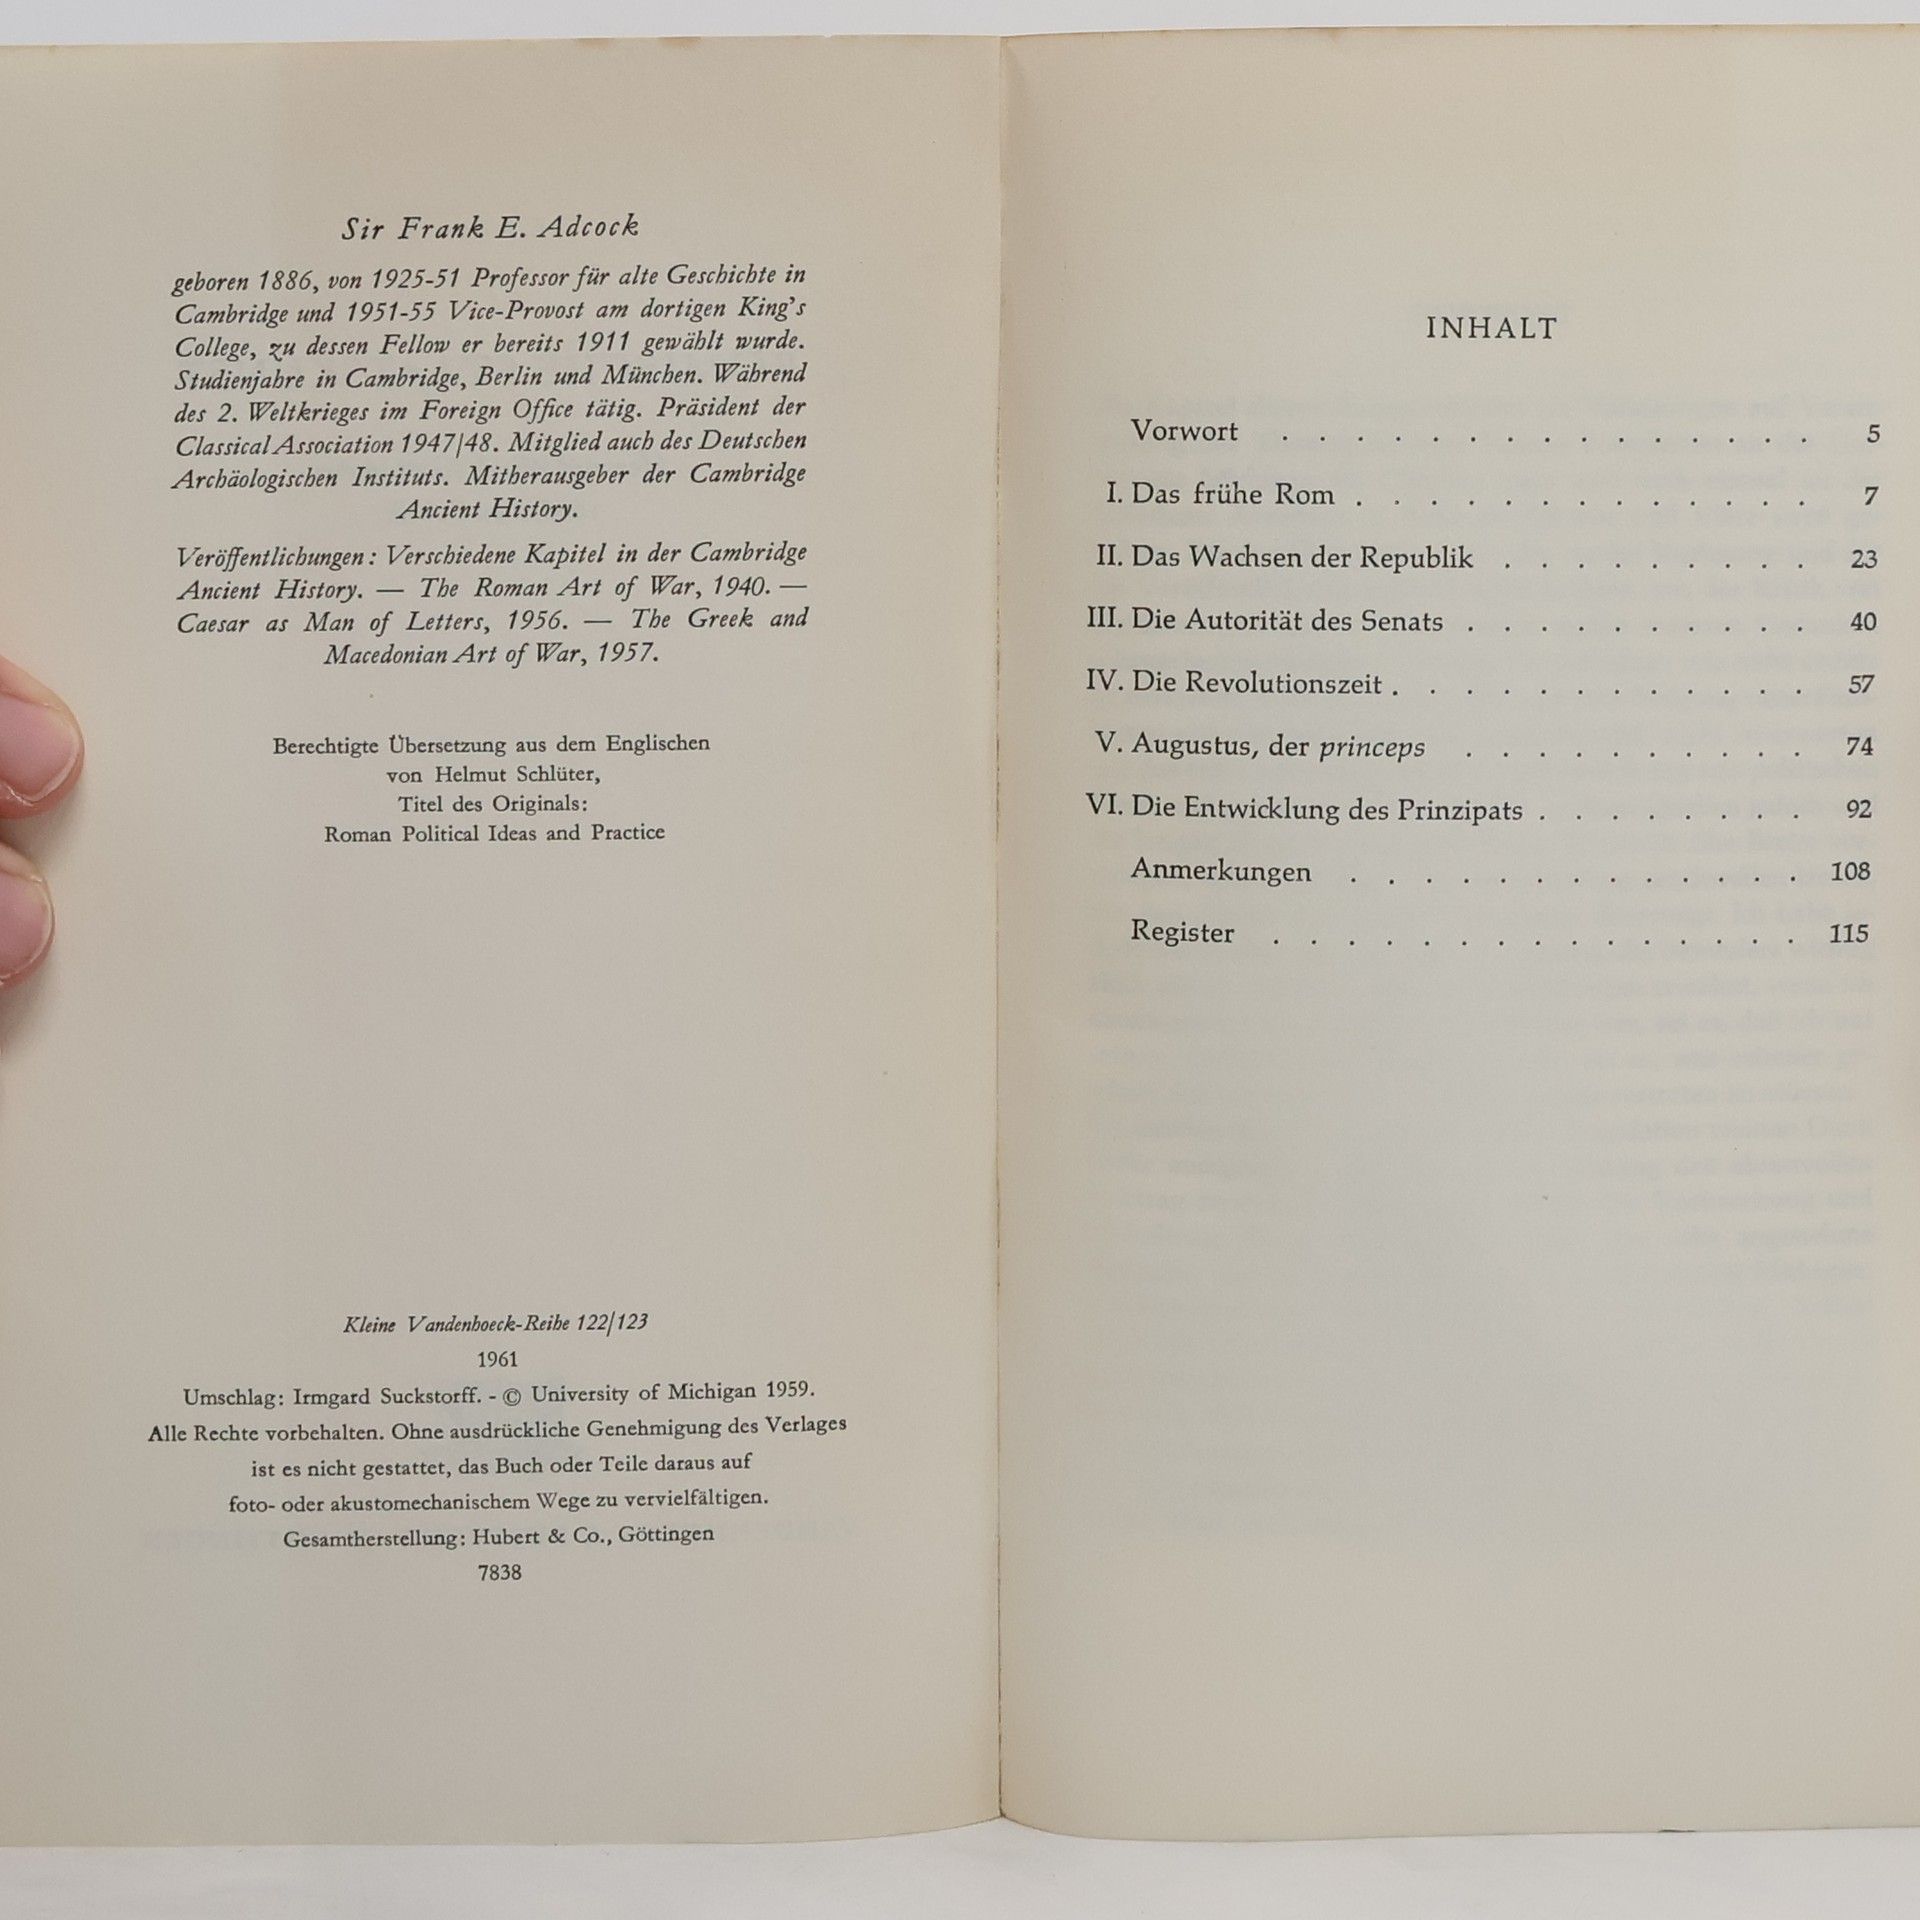 Sir Frank E. Adcock
geboren 1886, von 1925-51 Professor für alte Geschichte in
Cambridge und 1951-55 Vice-Provost am dortigen King's
College, zu dessen Fellow er bereits 1911 gewählt wurde.
Studienjahre in Cambridge, Berlin und München. Während
des 2. Weltkrieges im Foreign Office tätig. Präsident der
Classical Association 1947/48. Mitglied auch des Deutschen
Archäologischen Instituts. Mitherausgeber der Cambridge
Ancient History.
Veröffentlichungen: Verschiedene Kapitel in der Cambridge
Ancient History. — The Roman Art of War, 1940. —
Caesar as Man of Letters, 1956. — The Greek and
Macedonian Art of War, 1957.
Berechtigte Übersetzung aus dem Englischen
von Helmut Schlüter,
Titel des Originals:
Roman Political Ideas and Practice
Kleine Vandenhoeck-Reihe 122/123
1961
Umschlag: Irmgard Suckstorff. - © University of Michigan 1959.
Alle Rechte vorbehalten. Ohne ausdrückliche Genehmigung des Verlages
ist es nicht gestattet, das Buch oder Teile daraus auf
foto- oder akustomechanischem Wege zu vervielfältigen.
Gesamtherstellung: Hubert & Co., Göttingen
7838
INHALT
Vorwort . . . . . . . . . . . . . . . 5
I. Das frühe Rom . . . . . . . . . . . . . 7
II. Das Wachsen der Republik . . . . . . . . . 23
III. Die Autorität des Senats . . . . . . . . . . 40
IV. Die Revolutionszeit . . . . . . . . . . . . 57
V. Augustus, der princeps . . . . . . . . . . 74
VI. Die Entwicklung des Prinzipats . . . . . . . . 92
Anmerkungen . . . . . . . . . . . . . 108
Register . . . . . . . . . . . . . . . 115